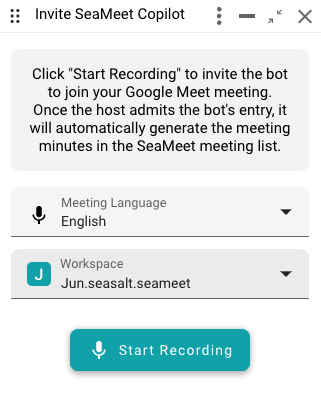 Invite SeaMeet Copilot
Click "Start Recording" to invite the bot
to join your Google Meet meeting.
Once the host admits the bot's entry, it
will automatically generate the meeting
minutes in the SeaMeet meeting list.
Meeting Language
English
J
Workspace
Jun.seasalt.seameet
Start Recording